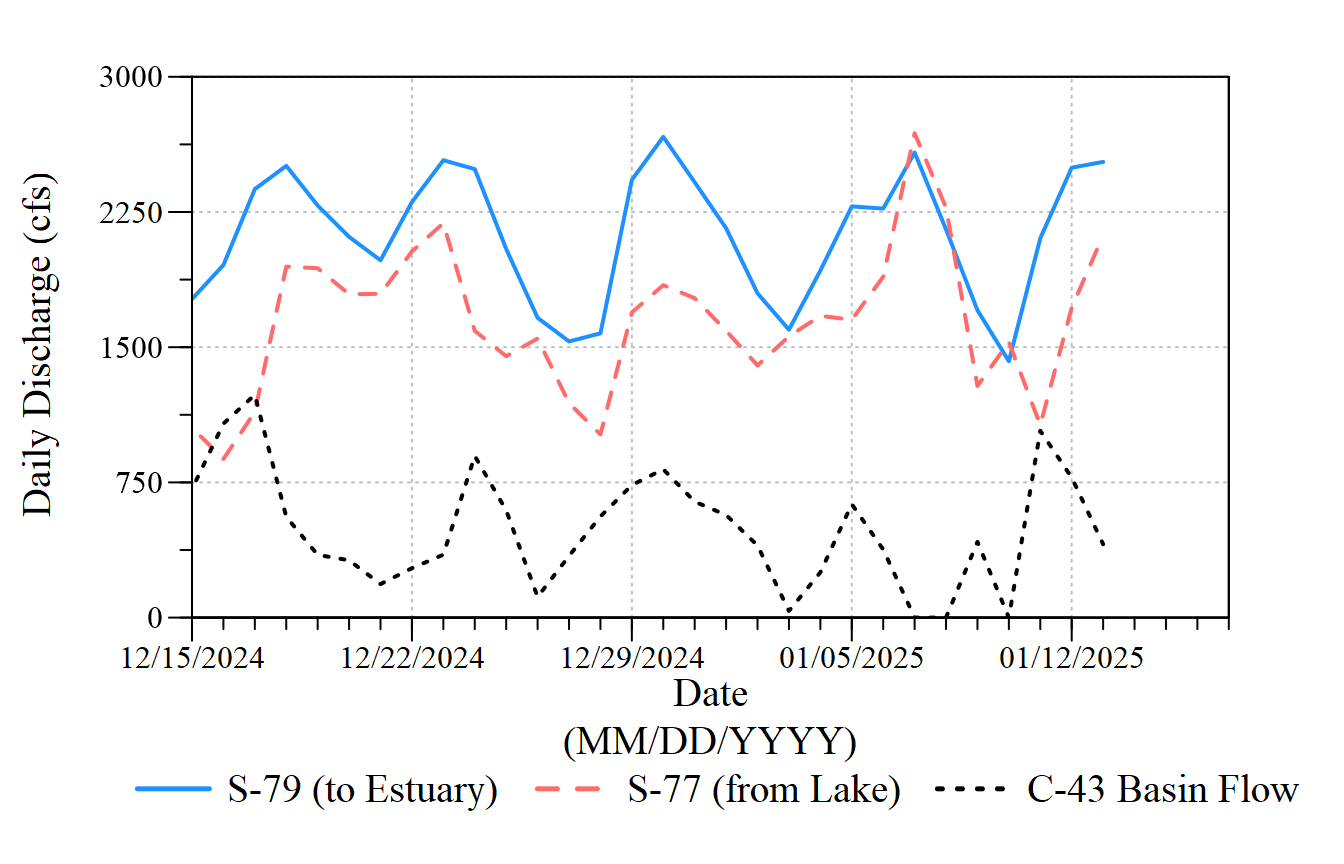 3000
2250
1500
750
0
Daily Discharge (cfs)
12/15/2024 12/22/2024 12/29/2024 01/05/2025 01/12/2025
Date
(MM/DD/YYYY)
S-79 (to Estuary) S-77 (from Lake) C-43 Basin Flow